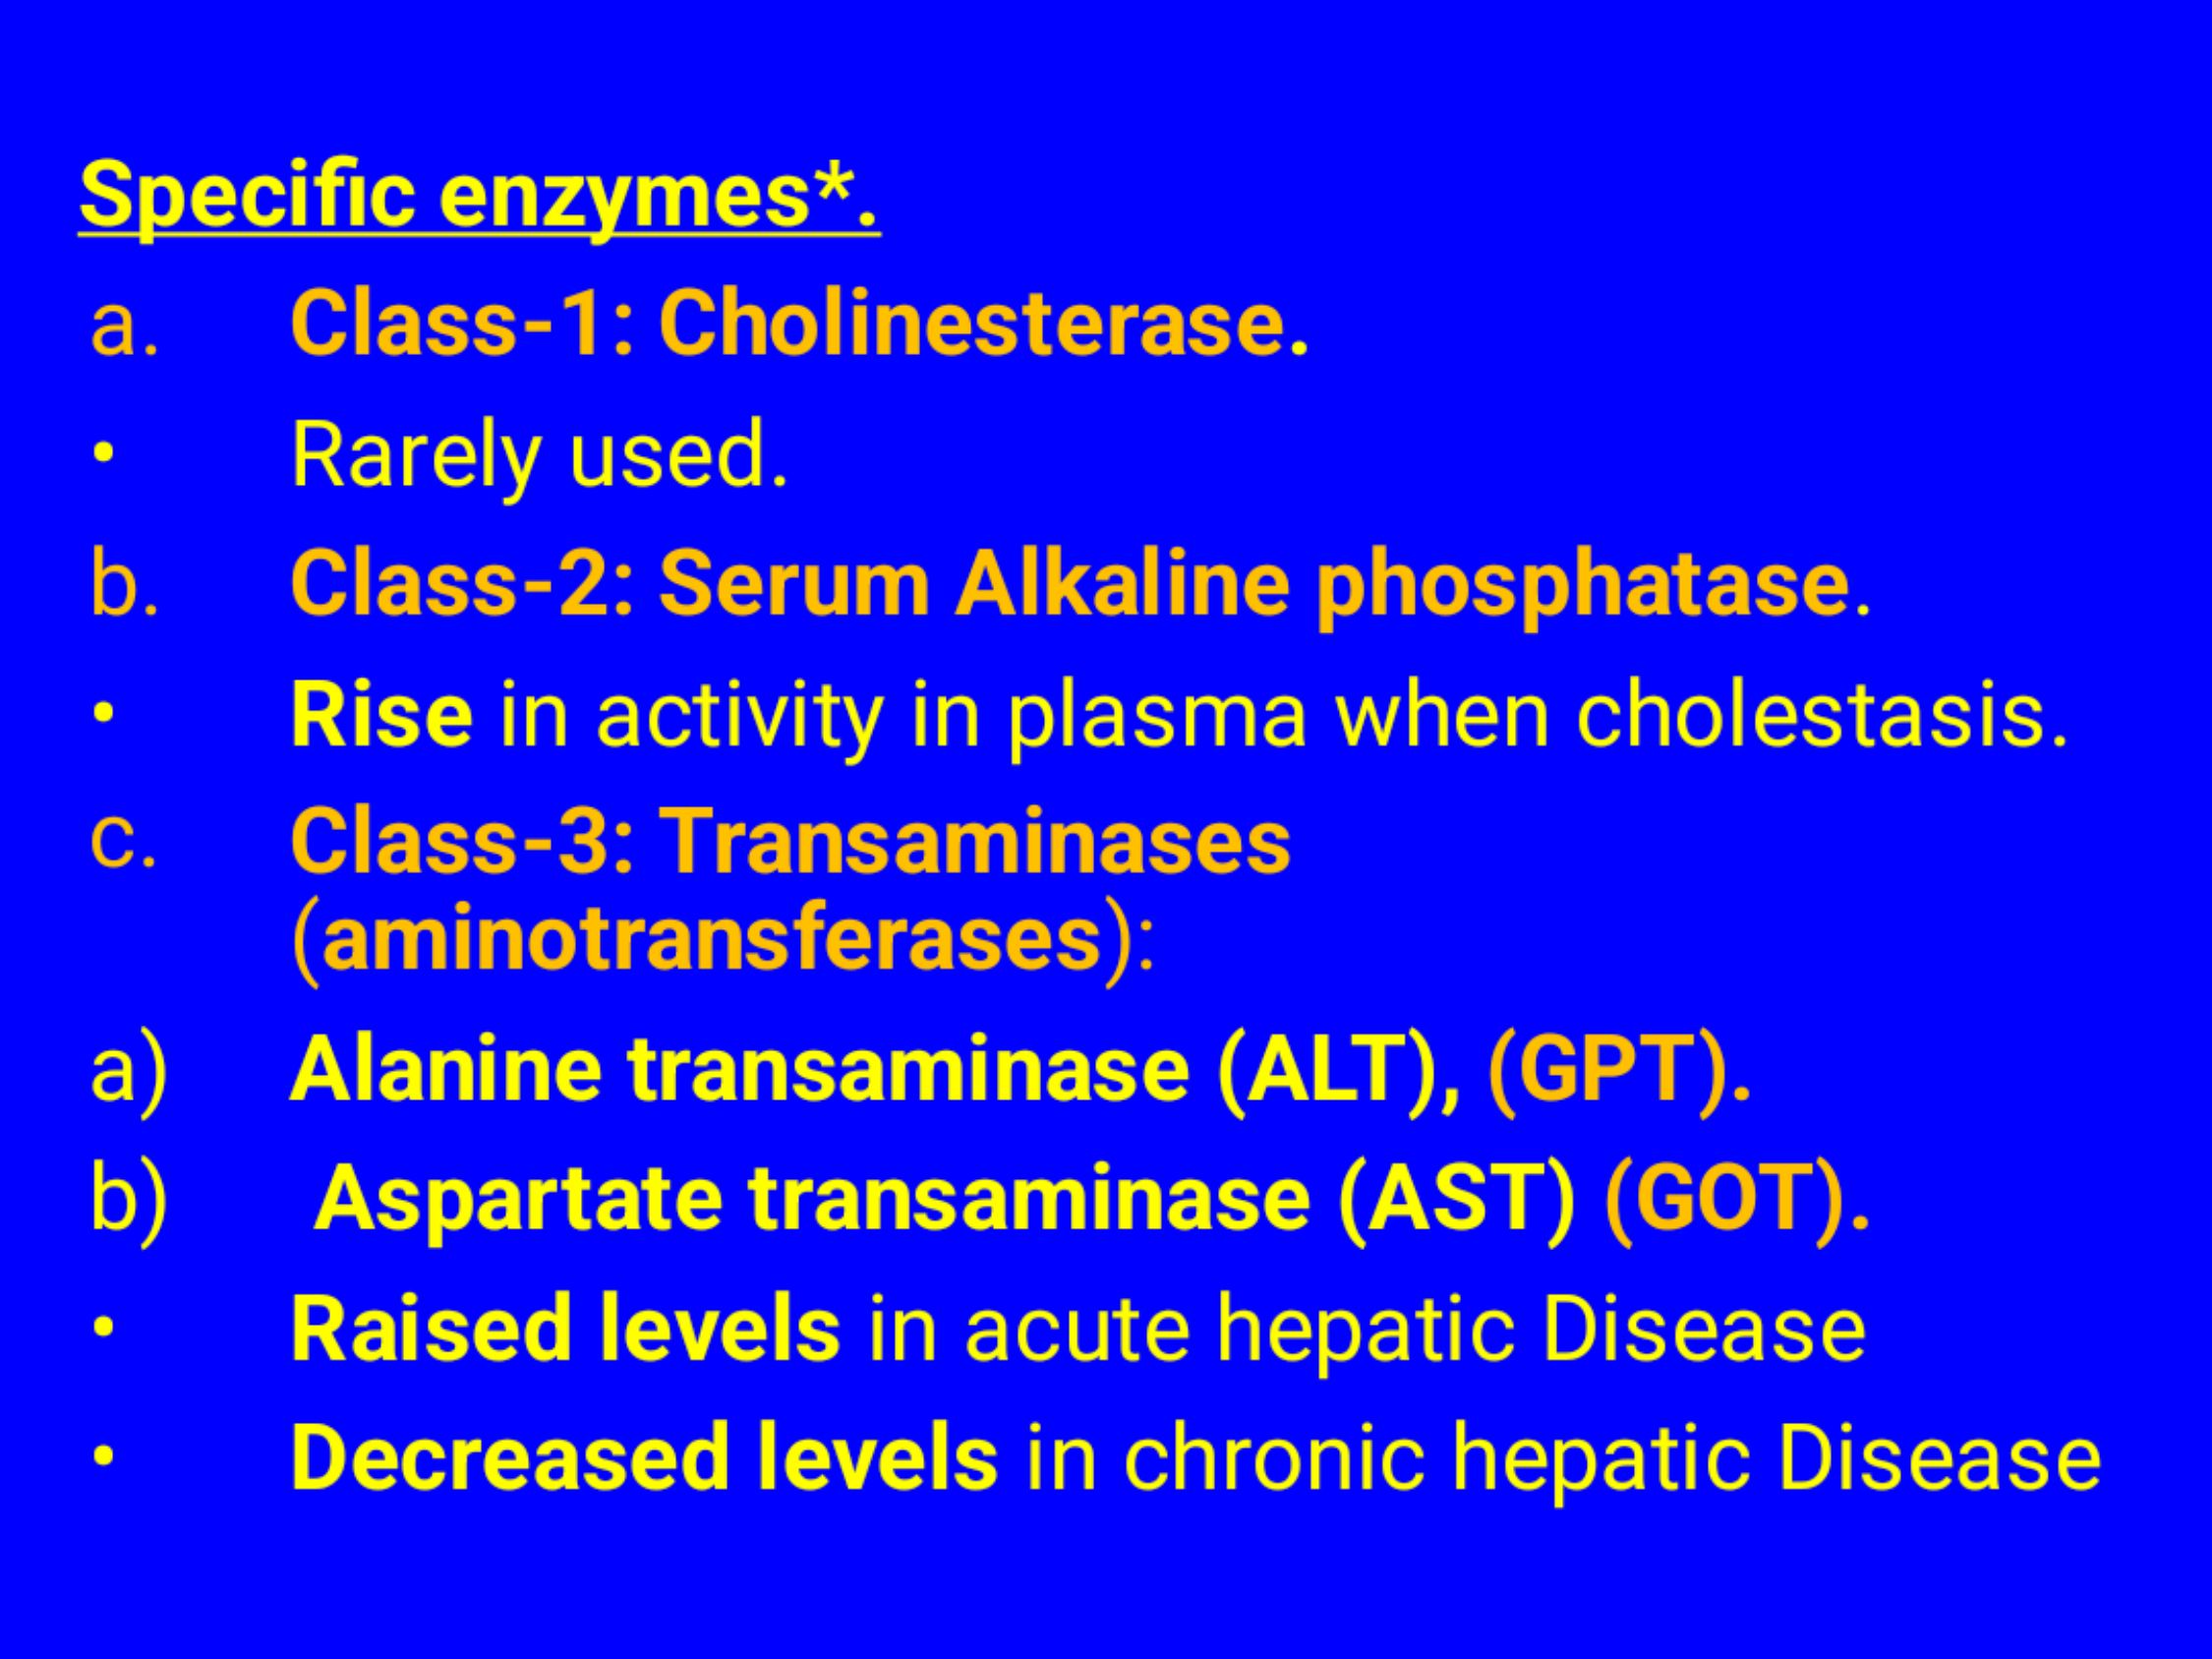 Specific enzymes*.
a. Class-1: Cholinesterase.
• Rarely used.
b. Class-2: Serum Alkaline phosphatase.
• Rise in activity in plasma when cholestasis.
c. Class-3: Transaminases
(aminotransferases):
a) Alanine transaminase (ALT), (GPT).
b) Aspartate transaminase (AST) (GOT).
• Raised levels in acute hepatic Disease
• Decreased levels in chronic hepatic Disease